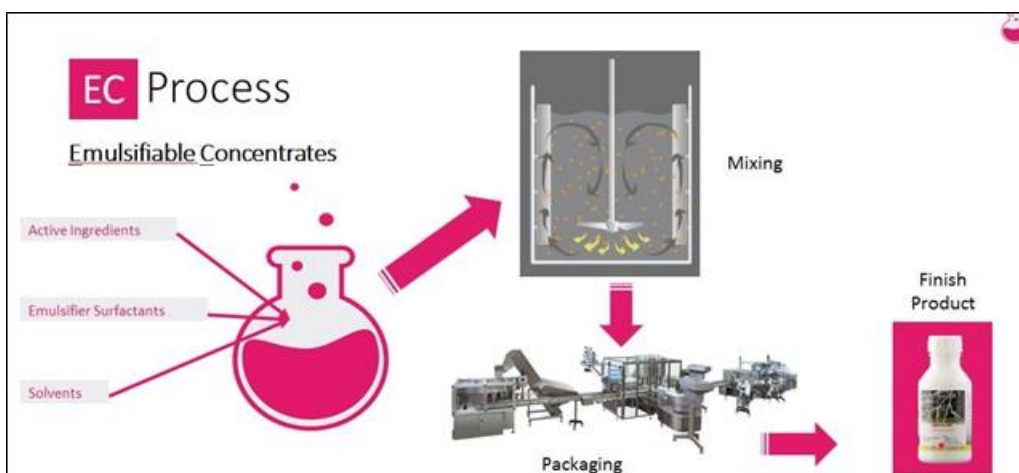 EC Process
Emulsifiable Concentrates
Active Ingredients
Emulsifier Surfactants
Solvents
Mixing
Packaging
Finish
Product